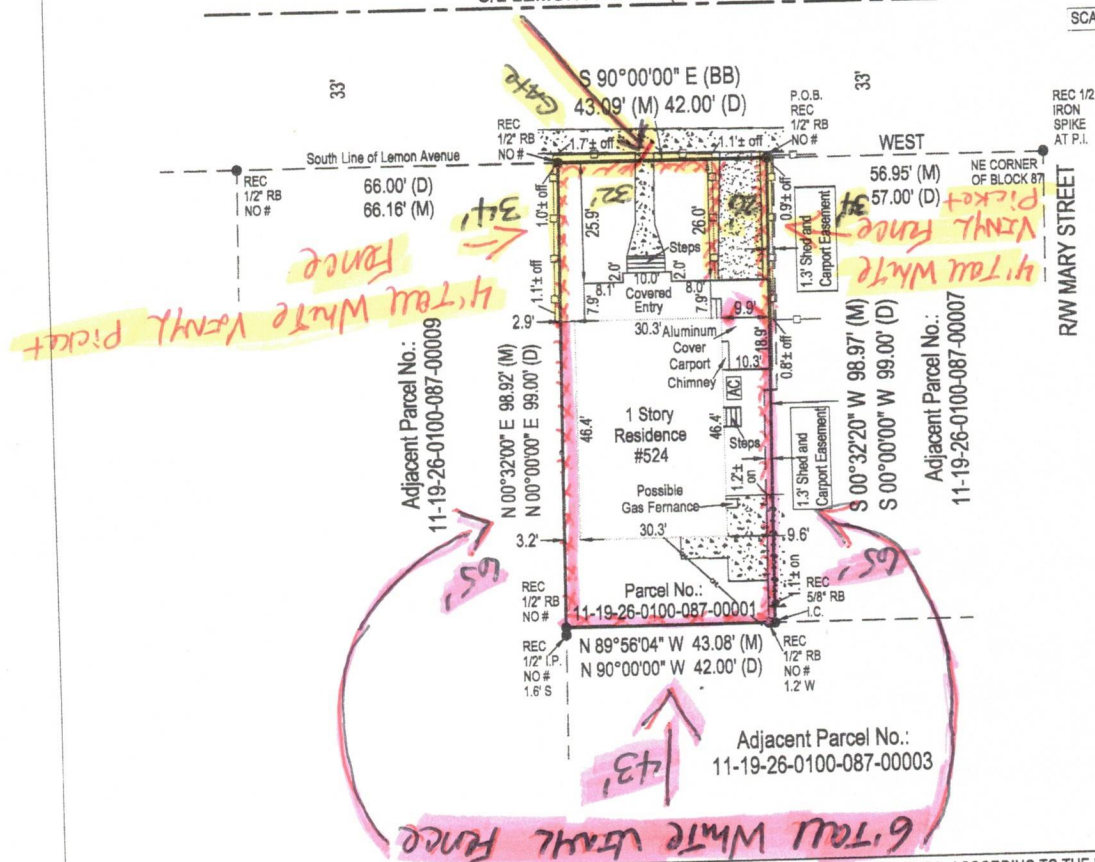 SCA
S 90°00'00" E (BB)
43.09' (M) 42.00' (D)
33'
33'
GATE
P.O.B.
REC
1/2" RB
NO #
REC 1/2
IRON
SPIKE
AT P.I.
REC
1/2" RB
NO #
1.7'± off
1.1'± off
WEST
South Line of Lemon Avenue
NE CORNER
OF BLOCK 87
REC
1/2" RB
NO #
66.00' (D)
66.16' (M)
56.95' (M)
57.00' (D)
R/W MARY STREET
34'
32'
34'
1.0'± off
25.9'
26.0'
0.9'± off
Steps
1.3' Shed and
Carport Easement
4' TALL WHITE VINYL PICKET
FENCE
4' TALL WHITE
VINYL FENCE
PICKET
1.1'± off
8.1'
2.0'
10.0'
2.0'
8.0'
Covered
Entry
7.9'
7.9'
2.9'
9.9'
30.3'
Aluminum
Cover
Carport
Chimney
18.9'
10.3'
0.8'± off
AC
1 Story
Residence
#524
46.4'
46.4'
Steps
1.2'±
on
1.3' Shed and
Carport Easement
Adjacent Parcel No.:
11-19-26-0100-087-00009
N 00°32'00" E 98.92' (M)
N 00°00'00" E 99.00' (D)
S 00°32'20" W 98.97' (M)
S 00°00'00" W 99.00' (D)
Adjacent Parcel No.:
11-19-26-0100-087-00007
Possible
Gas Fernance
30.3'
3.2'
9.6'
65'
65'
1.1'± on
REC
1/2" RB
NO #
Parcel No.:
11-19-26-0100-087-00001
REC
5/8" RB
I.C.
REC
1/2" I.P.
NO #
1.6' S
N 89°56'04" W 43.08' (M)
N 90°00'00" W 42.00' (D)
REC
1/2" RB
NO #
1.2' W
43'
Adjacent Parcel No.:
11-19-26-0100-087-00003
6' TALL WHITE VINYL FENCE